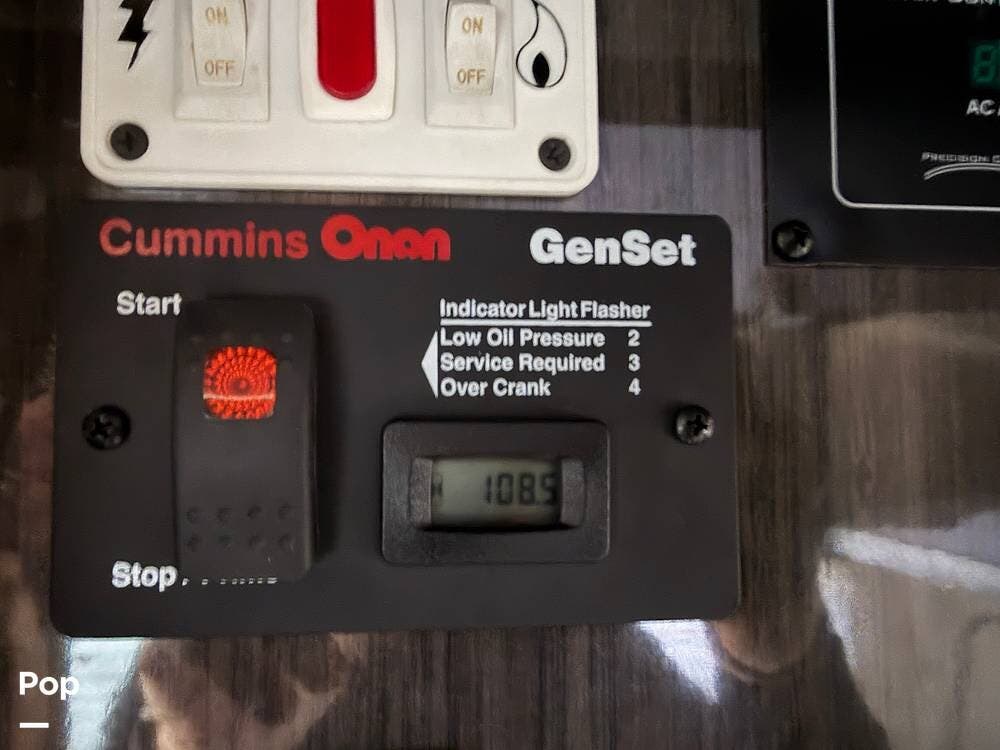 ON
OFF
ON
OFF
AC
Cummins Onan
GenSet
Start
Indicator Light Flasher
Low Oil Pressure 2
Service Required 3
Over Crank 4
H 108.5
Stop
Pop